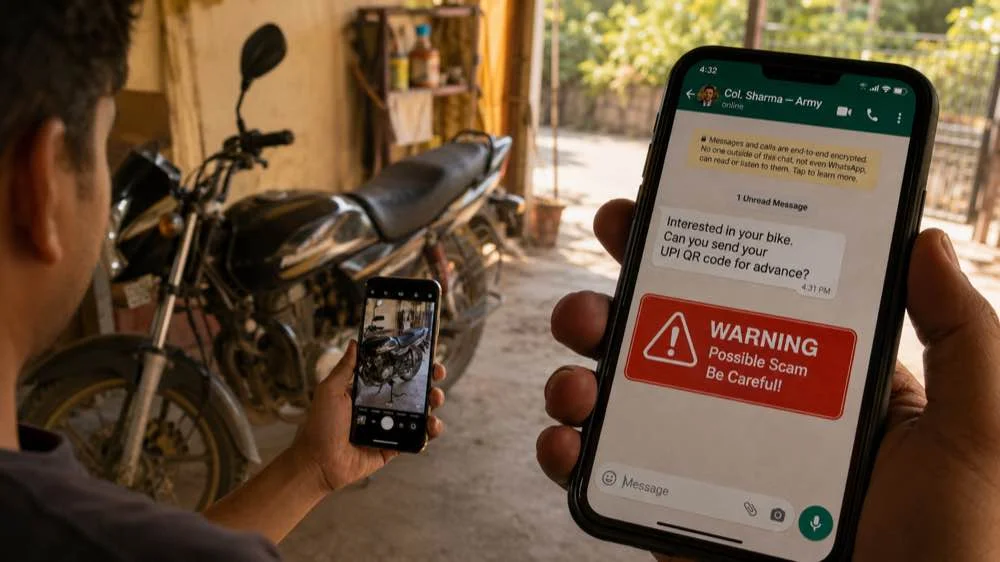 4:32
Col. Sharma – Army
online
Messages and calls are end-to-end encrypted.
No one outside of this chat, not even WhatsApp,
can read or listen to them. Tap to learn more.
1 Unread Message
Interested in your bike.
Can you send your
UPI QR code for advance?
4:31 PM
WARNING
Possible Scam
Be Careful!
Message